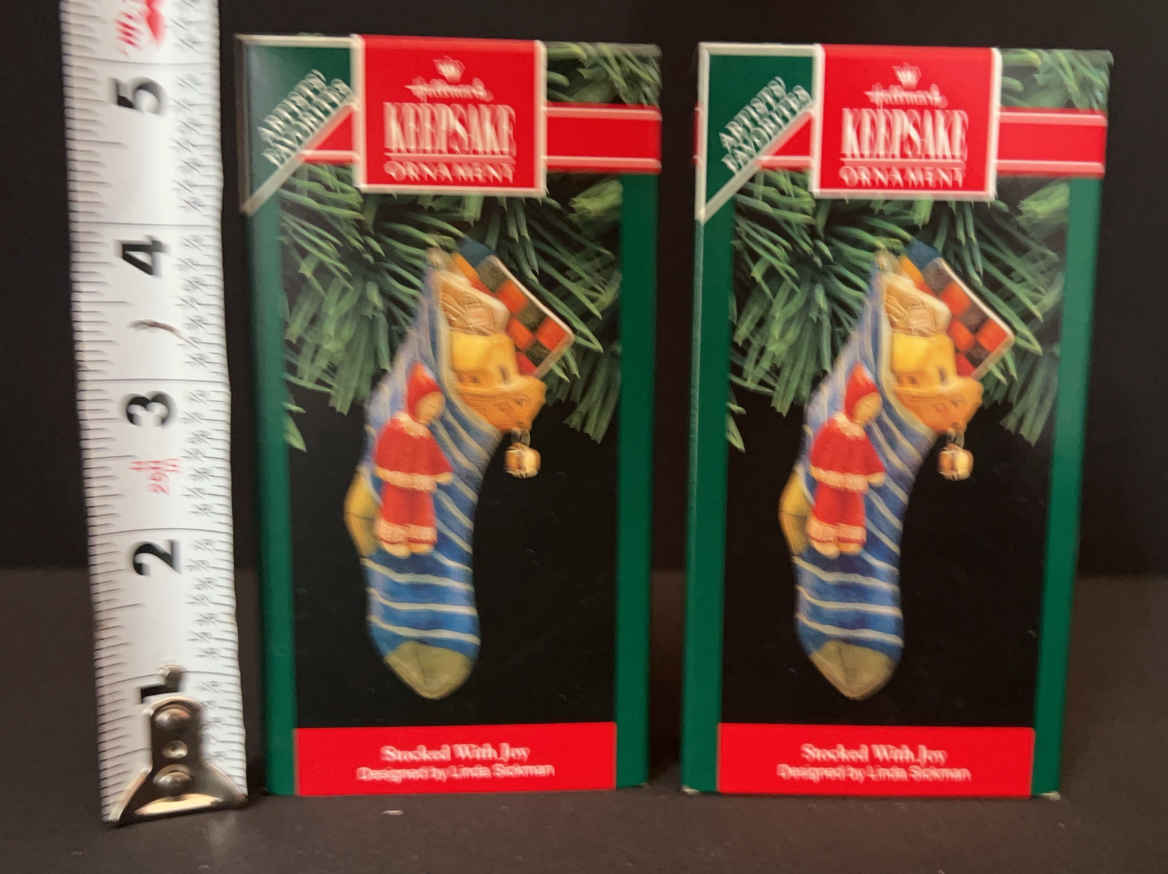 5
4
3
2
1
ARTISTS'
FAVORITES
Hallmark
KEEPSAKE
ORNAMENT
Stocked With Joy
Designed by Linda Sickman
ARTISTS'
FAVORITES
Hallmark
KEEPSAKE
ORNAMENT
Stocked With Joy
Designed by Linda Sickman